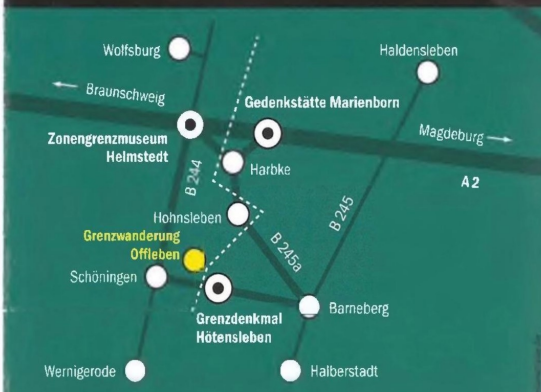 Wolfsburg
Haldensleben
Braunschweig
Gedenkstätte Marienborn
Zonengrenzmuseum
Helmstedt
Magdeburg
A2
Harbke
B 244
B 245
Hohnsleben
Grenzwanderung
Offleben
B 245a
Schöningen
Barneberg
Grenzdenkmal
Hötensleben
Wernigerode
Halberstadt